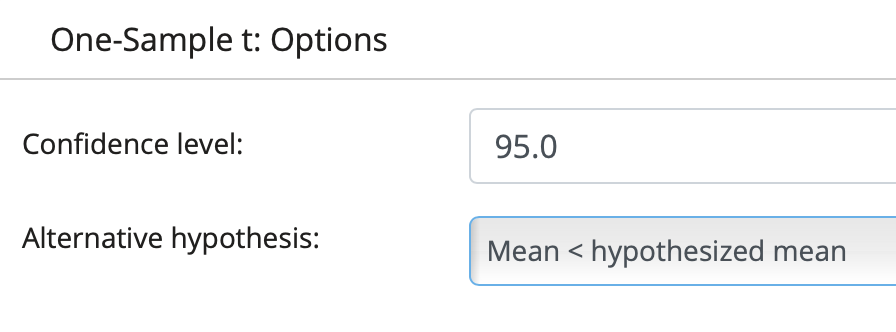 One-Sample t: Options
Confidence level:
95.0
Alternative hypothesis:
Mean < hypothesized mean